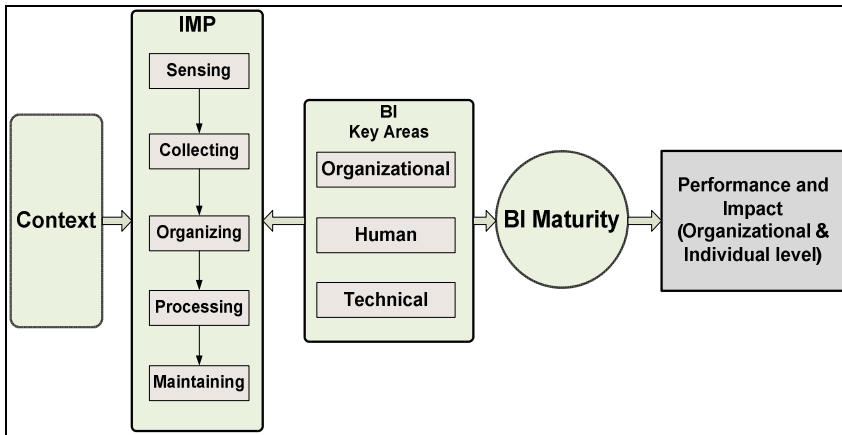 Context
IMP
Sensing
Collecting
Organizing
Processing
Maintaining
BI
Key Areas
Organizational
Human
Technical
BI Maturity
Performance and
Impact
(Organizational &
Individual level)